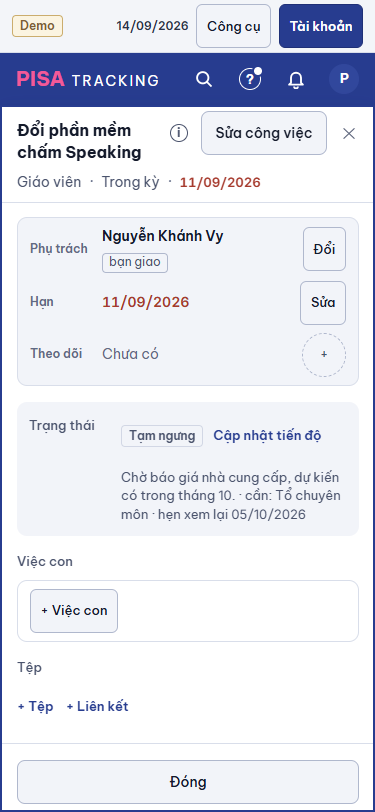 Demo
14/09/2026
Công cụ
Tài khoản
PISA TRACKING
?
P
Đổi phần mềm
chấm Speaking
i
Sửa công việc
Giáo viên · Trong kỳ · 11/09/2026
Phụ trách
Nguyễn Khánh Vy
bạn giao
Đổi
Hạn
11/09/2026
Sửa
Theo dõi
Chưa có
+
Trạng thái
Tạm ngưng
Cập nhật tiến độ
Chờ báo giá nhà cung cấp, dự kiến
có trong tháng 10. · cần: Tổ chuyên
môn · hẹn xem lại 05/10/2026
Việc con
+ Việc con
Tệp
+ Tệp
+ Liên kết
Đóng